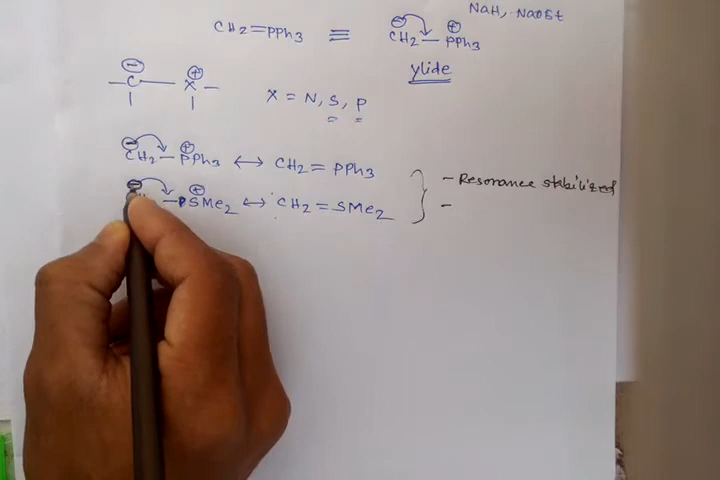 NaH, NaOEt
CH2=PPh3 ≡ ⊖CH2—⊕PPh3
ylide
—C⊖—X⊕— X = N, S, P
⊖CH2—⊕PPh3 ↔ CH2=PPh3
⊖ —⊕SMe2 ↔ CH2=SMe2
- Resonance stabilized
-